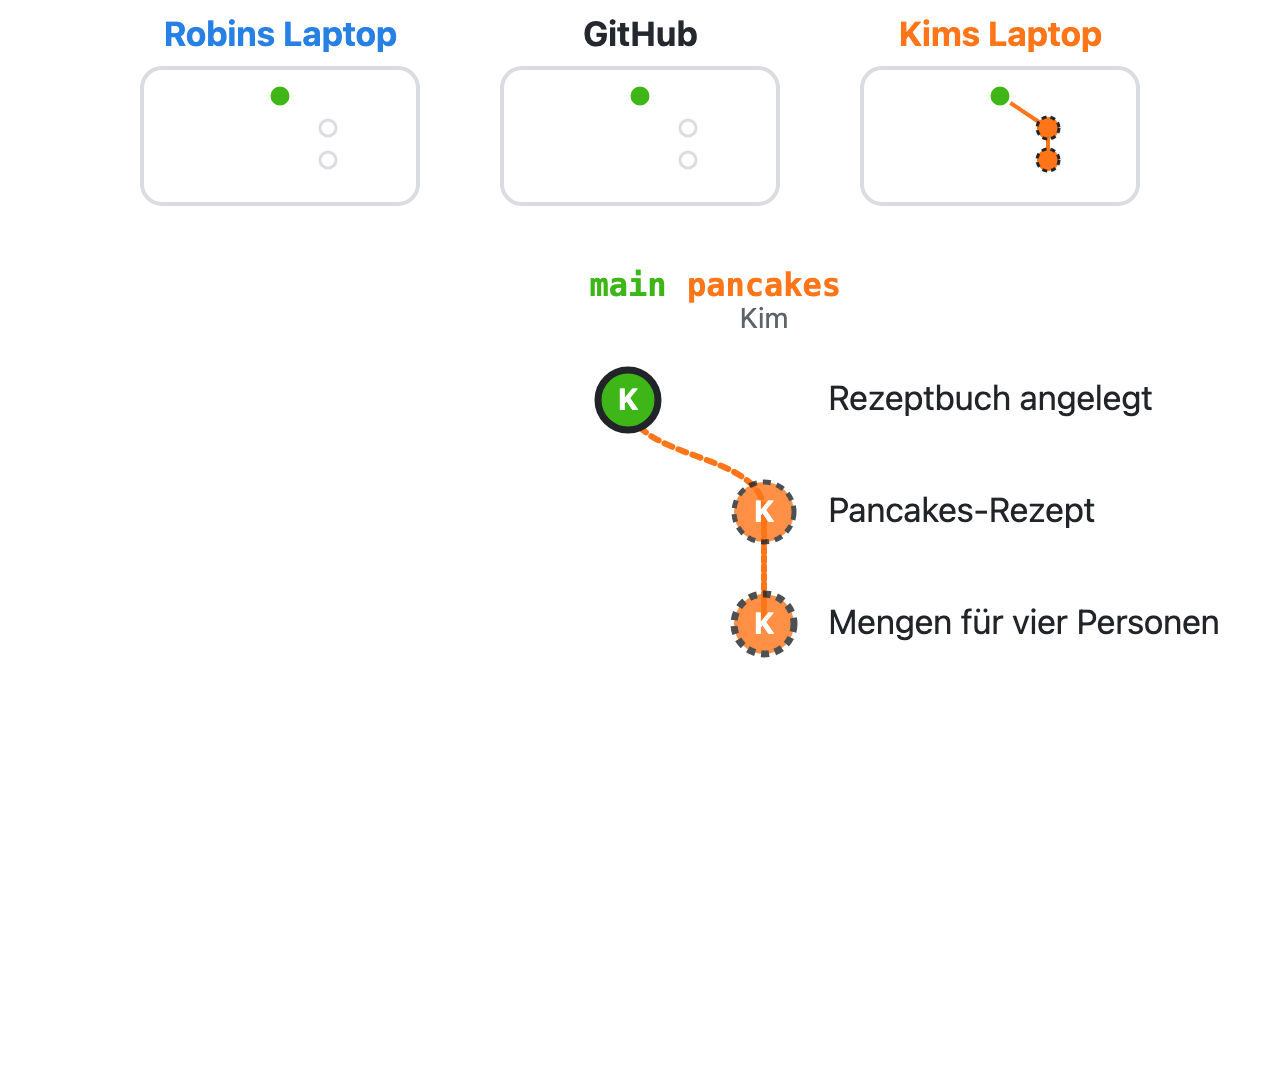 Robins Laptop
GitHub
Kims Laptop
main pancakes
Kim
K Rezeptbuch angelegt
K Pancakes-Rezept
K Mengen für vier Personen